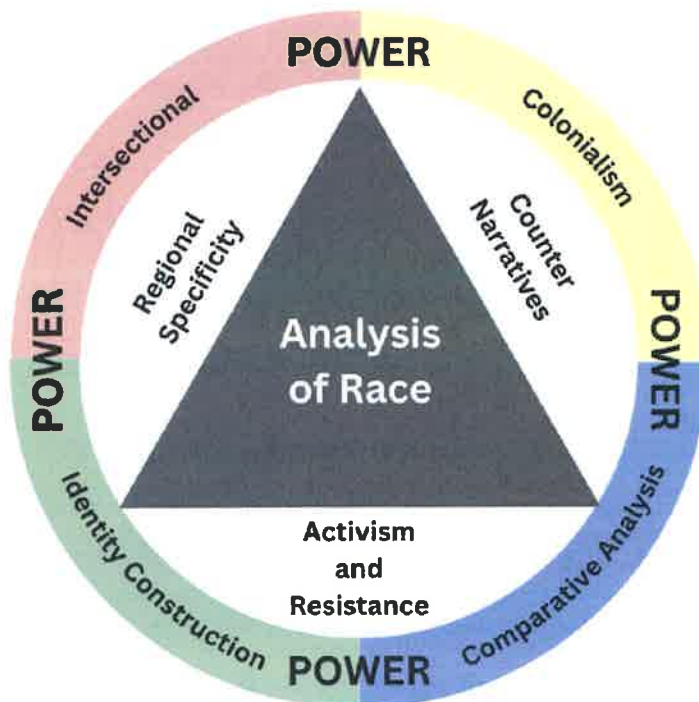 POWER
Intersectional
Colonialism
Regional
Specificity
Counter
Narratives
POWER
Analysis
of Race
POWER
Identity Construction
Activism
and
Resistance
Comparative Analysis
POWER